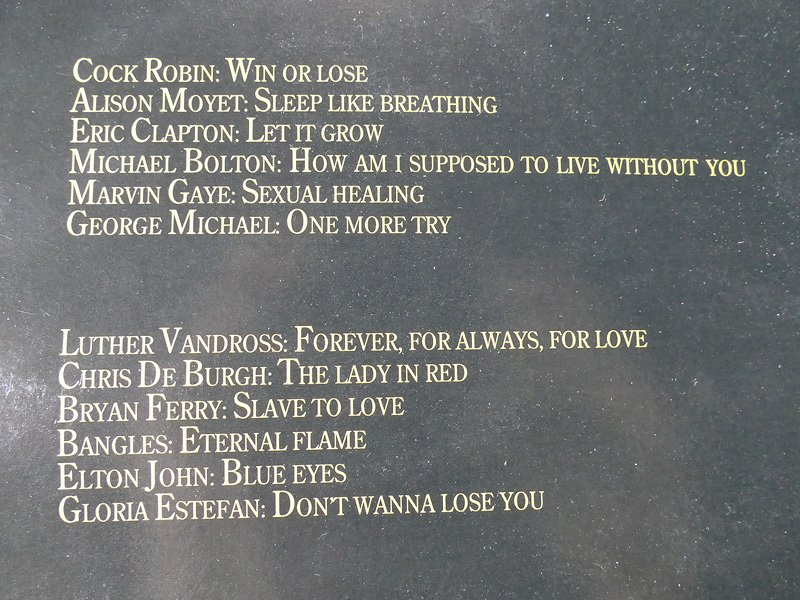 Cock Robin: Win or lose
Alison Moyet: Sleep like breathing
Eric Clapton: Let it grow
Michael Bolton: How am i supposed to live without you
Marvin Gaye: Sexual healing
George Michael: One more try
Luther Vandross: Forever, for always, for love
Chris De Burgh: The lady in red
Bryan Ferry: Slave to love
Bangles: Eternal flame
Elton John: Blue eyes
Gloria Estefan: Don't wanna lose you